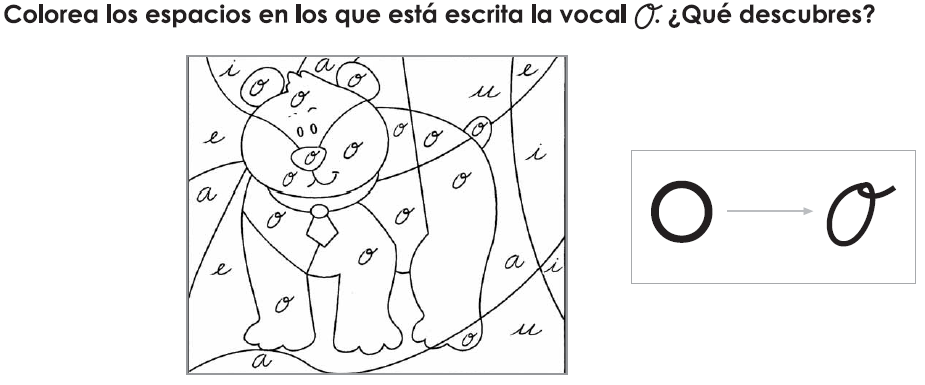 Colorea los espacios en los que está escrita la vocal o. ¿Qué descubres?
i a e
o o
o u
e o o o
o o i
a o o
o o
e o a i
o
o u
a
O → o